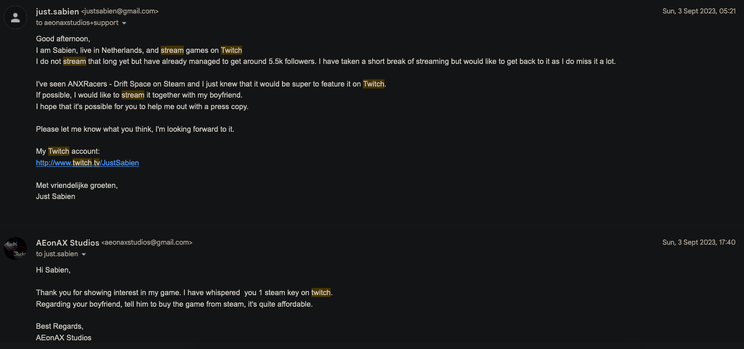 just.sabien <justsabien@gmail.com>
Sun, 3 Sept 2023, 05:21
to aeonaxstudios+support
Good afternoon,
I am Sabien, live in Netherlands, and stream games on Twitch
I do not stream that long yet but have already managed to get around 5.5k followers. I have taken a short break of streaming but would like to get back to it as I do miss it a lot.
I've seen ANXRacers - Drift Space on Steam and I just knew that it would be super to feature it on Twitch.
If possible, I would like to stream it together with my boyfriend.
I hope that it's possible for you to help me out with a press copy.
Please let me know what you think, I'm looking forward to it.
My Twitch account:
http://www.twitch.tv/JustSabien
Met vriendelijke groeten,
Just Sabien
AEonAX Studios <aeonaxstudios@gmail.com>
Sun, 3 Sept 2023, 17:40
to just.sabien
Hi Sabien,
Thank you for showing interest in my game. I have whispered  you 1 steam key on twitch.
Regarding your boyfriend, tell him to buy the game from steam, it's quite affordable.
Best Regards,
AEonAX Studios